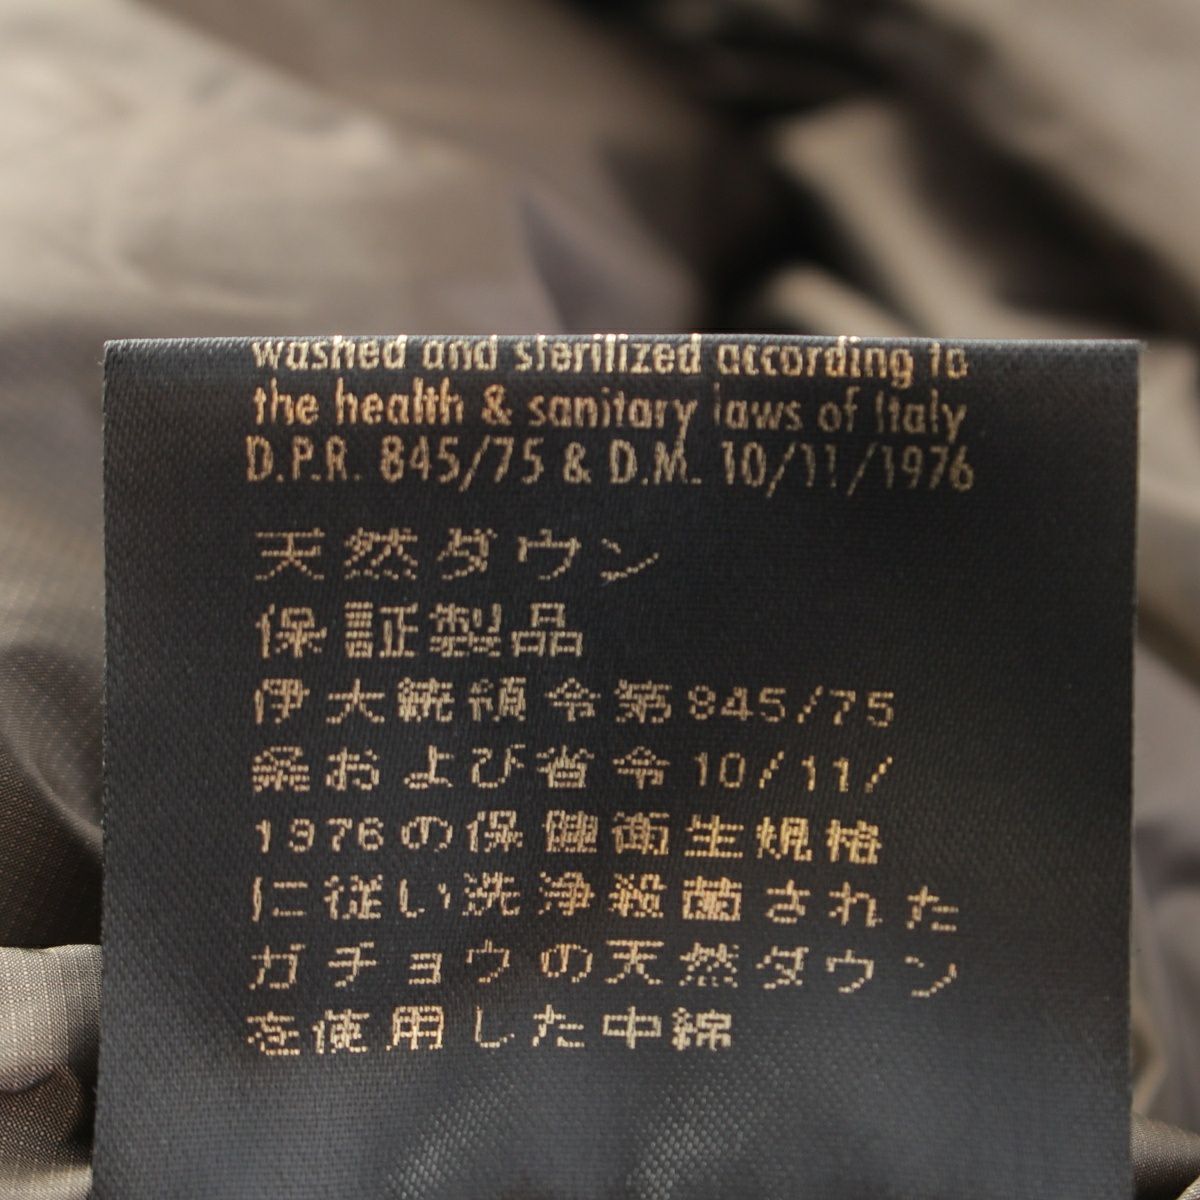 washed and sterilized according to
the health & sanitary laws of Italy
D.P.R. 845/75 & D.M. 10/11/1976
天然ダウン
保証製品
伊大統領令第845/75
条および省令10/11/
1976の保健衛生規格
に従い洗浄殺菌された
ガチョウの天然ダウン
を使用した中綿